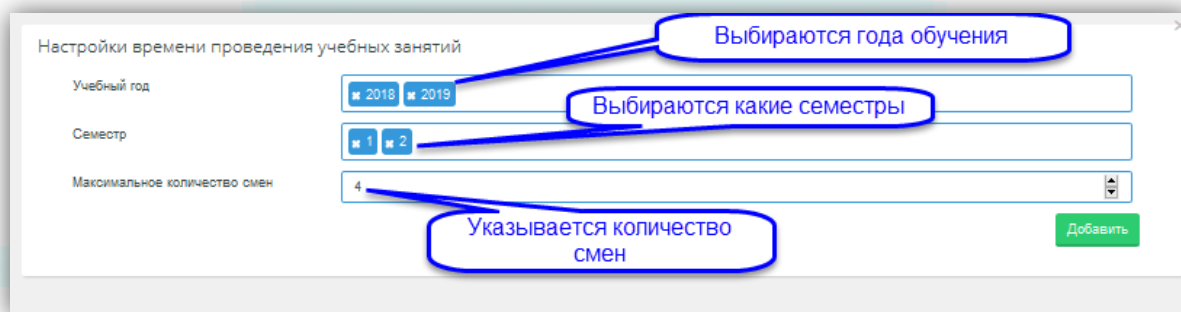 Настройки времени проведения учебных занятий
Выбираются года обучения
Учебный год
× 2018 × 2019
Выбираются какие семестры
Семестр
× 1 × 2
Максимальное количество смен
4
Указывается количество
смен
Добавить